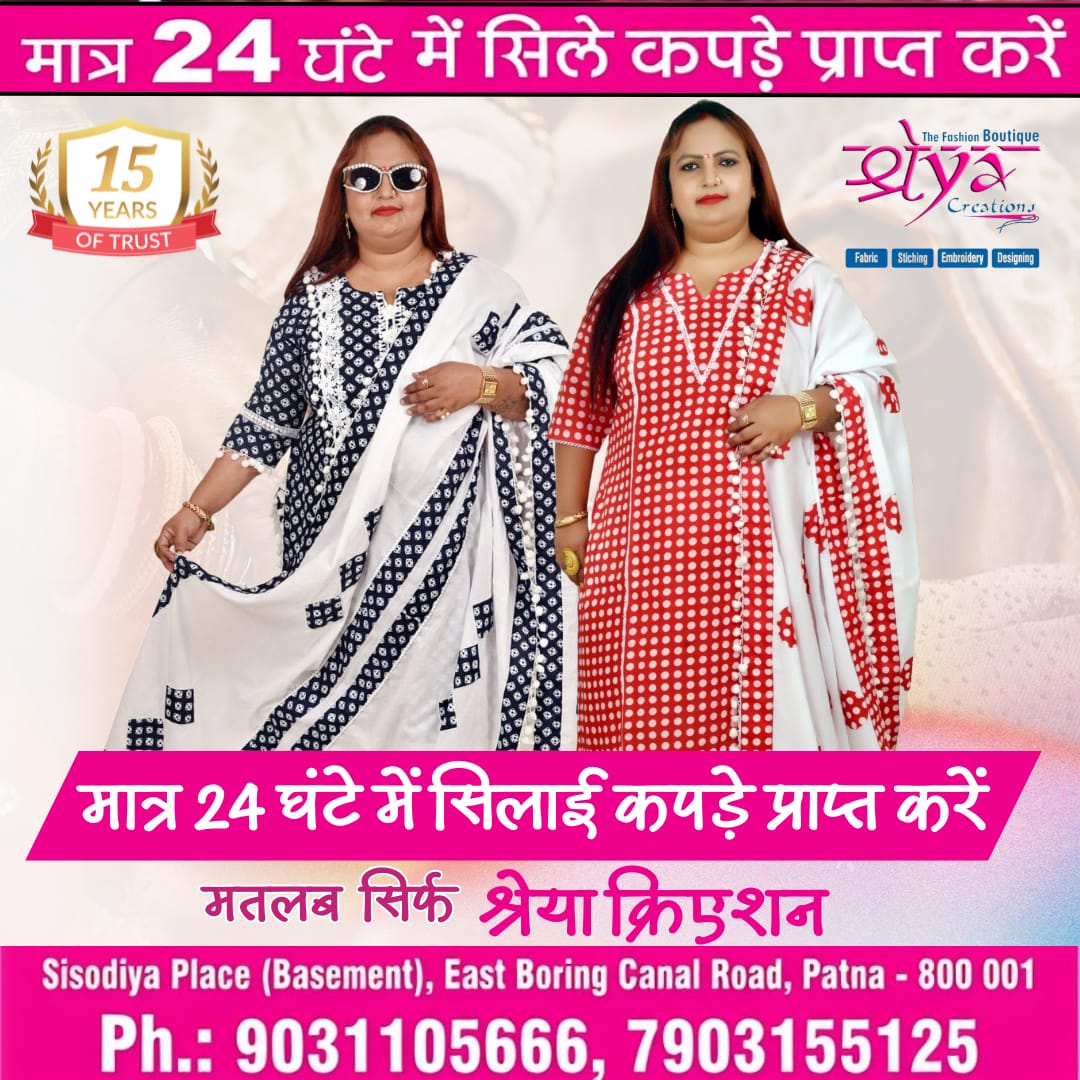 मात्र 24 घंटे में सिले कपड़े प्राप्त करें
15
YEARS
OF TRUST
The Fashion Boutique
श्रेya
Creations
Fabric Stiching Embroidery Designing
मात्र 24 घंटे में सिलाई कपड़े प्राप्त करें
मतलब सिर्फ श्रेया क्रिएशन
Sisodiya Place (Basement), East Boring Canal Road, Patna - 800 001
Ph.: 9031105666, 7903155125